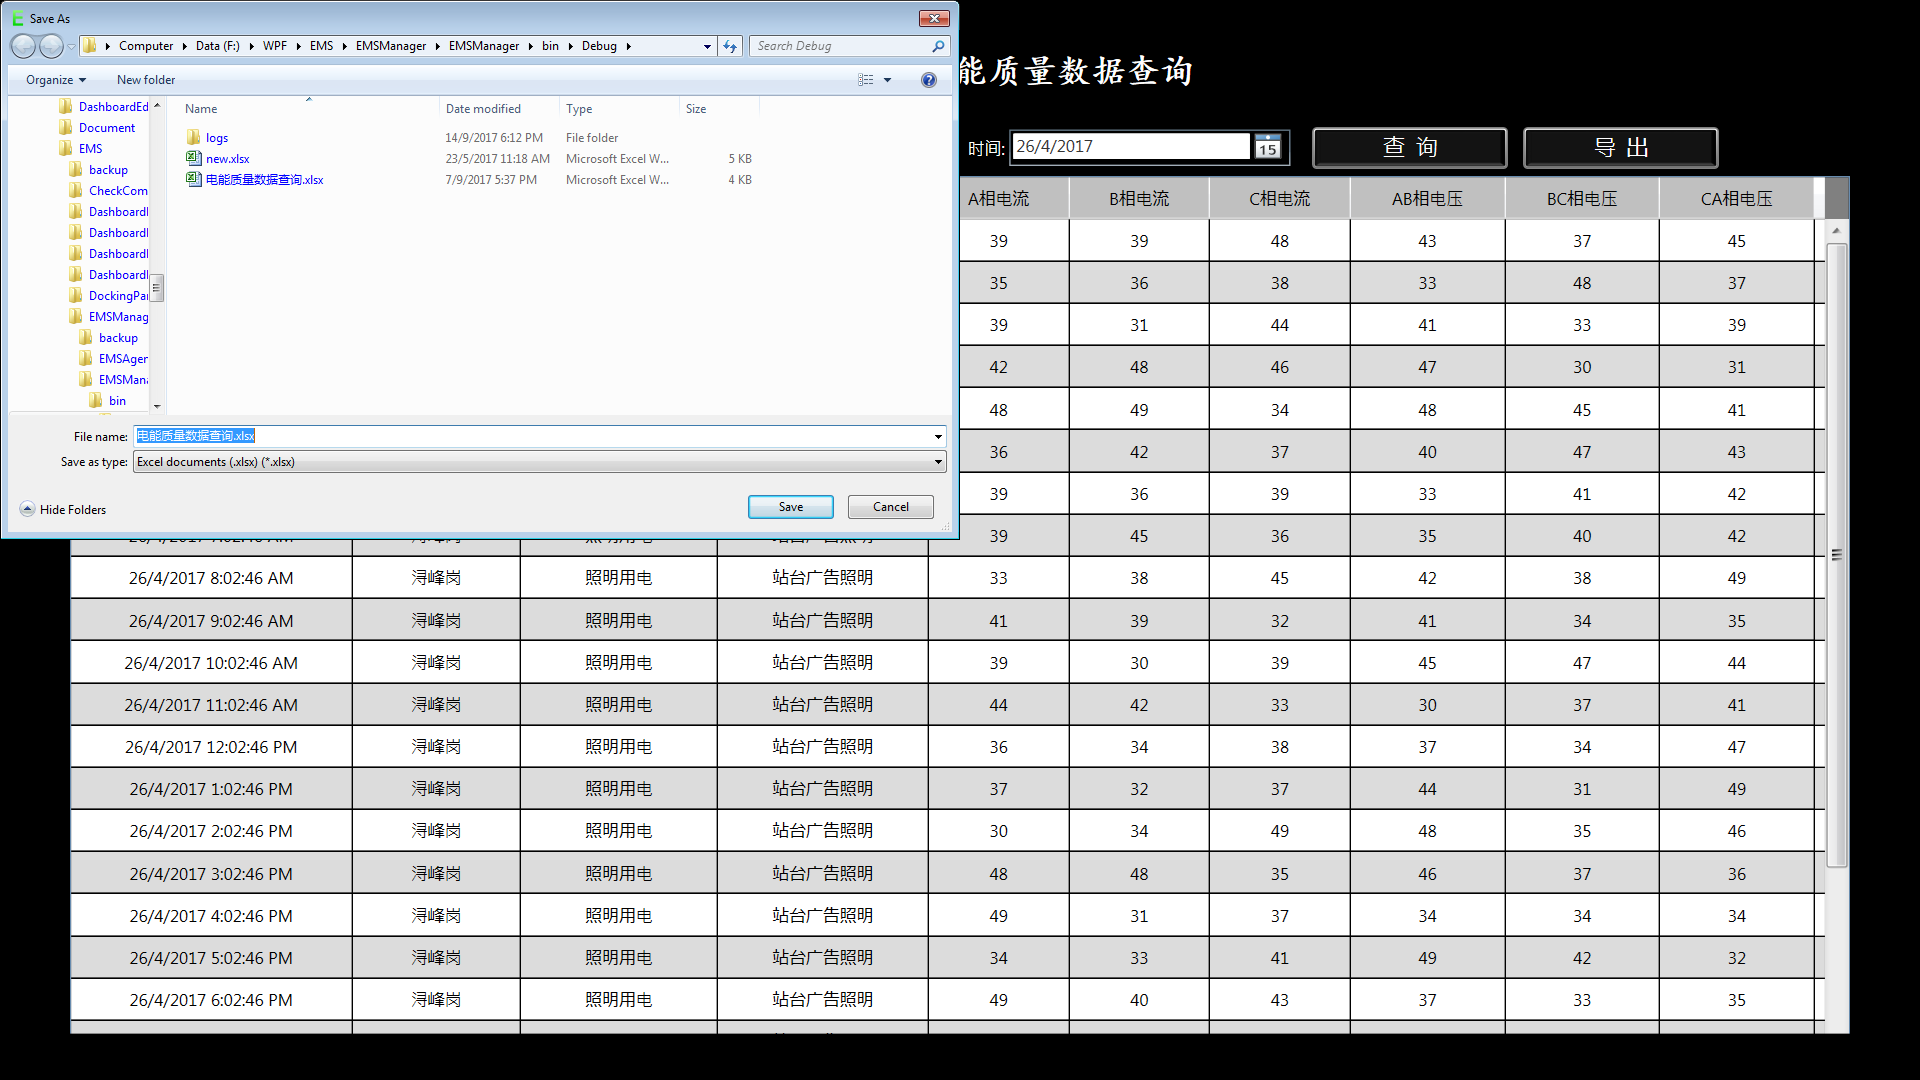 Save As
Computer Data (F:) WPF EMS EMSManager EMSManager bin Debug
Search Debug
Organize New folder
DashboardEd
Document
EMS
backup
CheckCom
Dashboard
Dashboard
Dashboard
Dashboard
DockingPa
EMSManag
backup
EMSAger
EMSMan
bin
Name Date modified Type Size
logs 14/9/2017 6:12 PM File folder
new.xlsx 23/5/2017 11:18 AM Microsoft Excel W... 5 KB
电能质量数据查询.xlsx 7/9/2017 5:37 PM Microsoft Excel W... 4 KB
File name: 电能质量数据查询.xlsx
Save as type: Excel documents (.xlsx) (*.xlsx)
Hide Folders
Save Cancel
能质量数据查询
时间: 26/4/2017 15 查 询 导 出
A相电流 B相电流 C相电流 AB相电压 BC相电压 CA相电压
39 39 48 43 37 45
35 36 38 33 48 37
39 31 44 41 33 39
42 48 46 47 30 31
48 49 34 48 45 41
36 42 37 40 47 43
39 36 39 33 41 42
39 45 36 35 40 42
26/4/2017 8:02:46 AM 浔峰岗 照明用电 站台广告照明 33 38 45 42 38 49
26/4/2017 9:02:46 AM 浔峰岗 照明用电 站台广告照明 41 39 32 41 34 35
26/4/2017 10:02:46 AM 浔峰岗 照明用电 站台广告照明 39 30 39 45 47 44
26/4/2017 11:02:46 AM 浔峰岗 照明用电 站台广告照明 44 42 33 30 37 41
26/4/2017 12:02:46 PM 浔峰岗 照明用电 站台广告照明 36 34 38 37 34 47
26/4/2017 1:02:46 PM 浔峰岗 照明用电 站台广告照明 37 32 37 44 31 49
26/4/2017 2:02:46 PM 浔峰岗 照明用电 站台广告照明 30 34 49 48 35 46
26/4/2017 3:02:46 PM 浔峰岗 照明用电 站台广告照明 48 48 35 46 37 36
26/4/2017 4:02:46 PM 浔峰岗 照明用电 站台广告照明 49 31 37 34 34 34
26/4/2017 5:02:46 PM 浔峰岗 照明用电 站台广告照明 34 33 41 49 42 32
26/4/2017 6:02:46 PM 浔峰岗 照明用电 站台广告照明 49 40 43 37 33 35